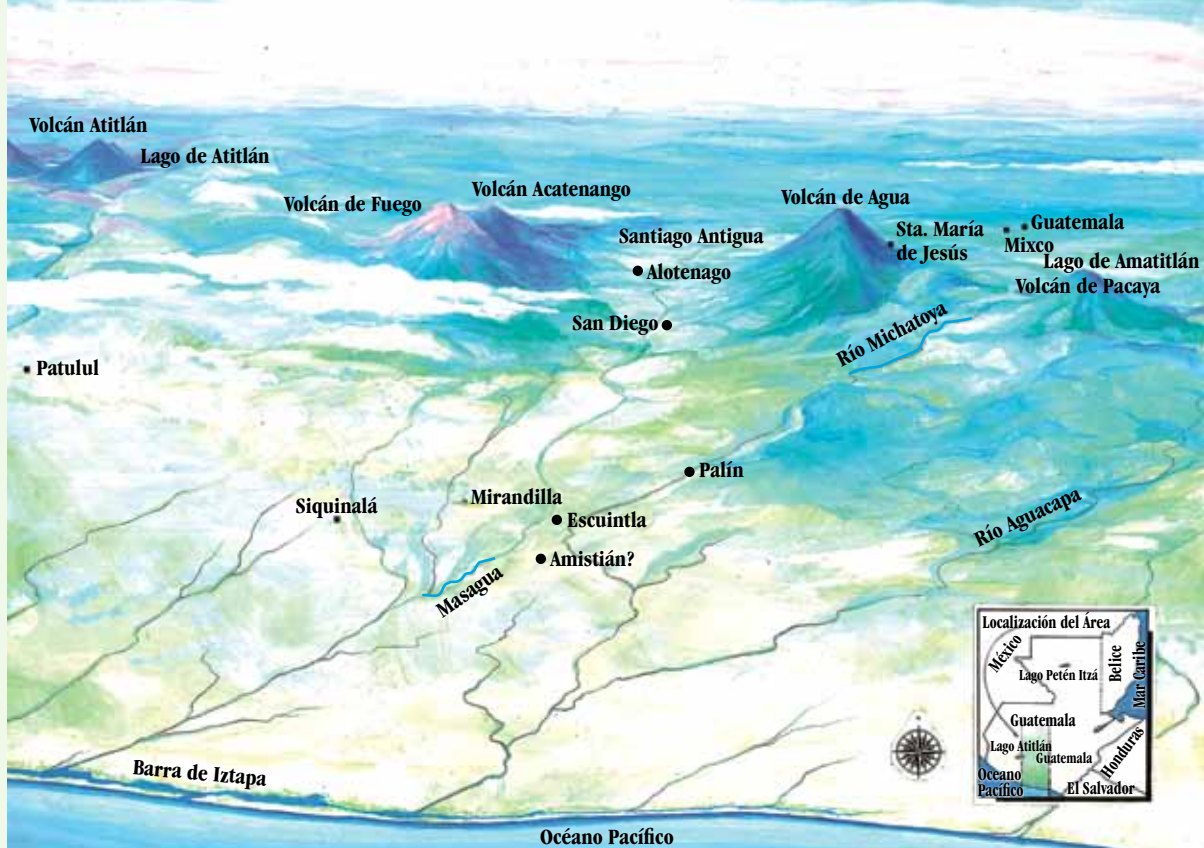 Volcán Atitlán
Lago de Atitlán
Volcán de Fuego
Volcán Acatenango
Volcán de Agua
Santiago Antigua
Sta. María
de Jesús
Guatemala
Mixco
Alotenago
Lago de Amatitlán
Volcán de Pacaya
San Diego
Río Michatoya
Patulul
Palín
Siquinalá
Mirandilla
Escuintla
Río Aguacapa
Amistián?
Masagua
Localización del Área
México
Belice
Mar Caribe
Lago Petén Itzá
Guatemala
Lago Atitlán
Guatemala
Honduras
Oceano
Pacífico
El Salvador
Barra de Iztapa
Océano Pacífico